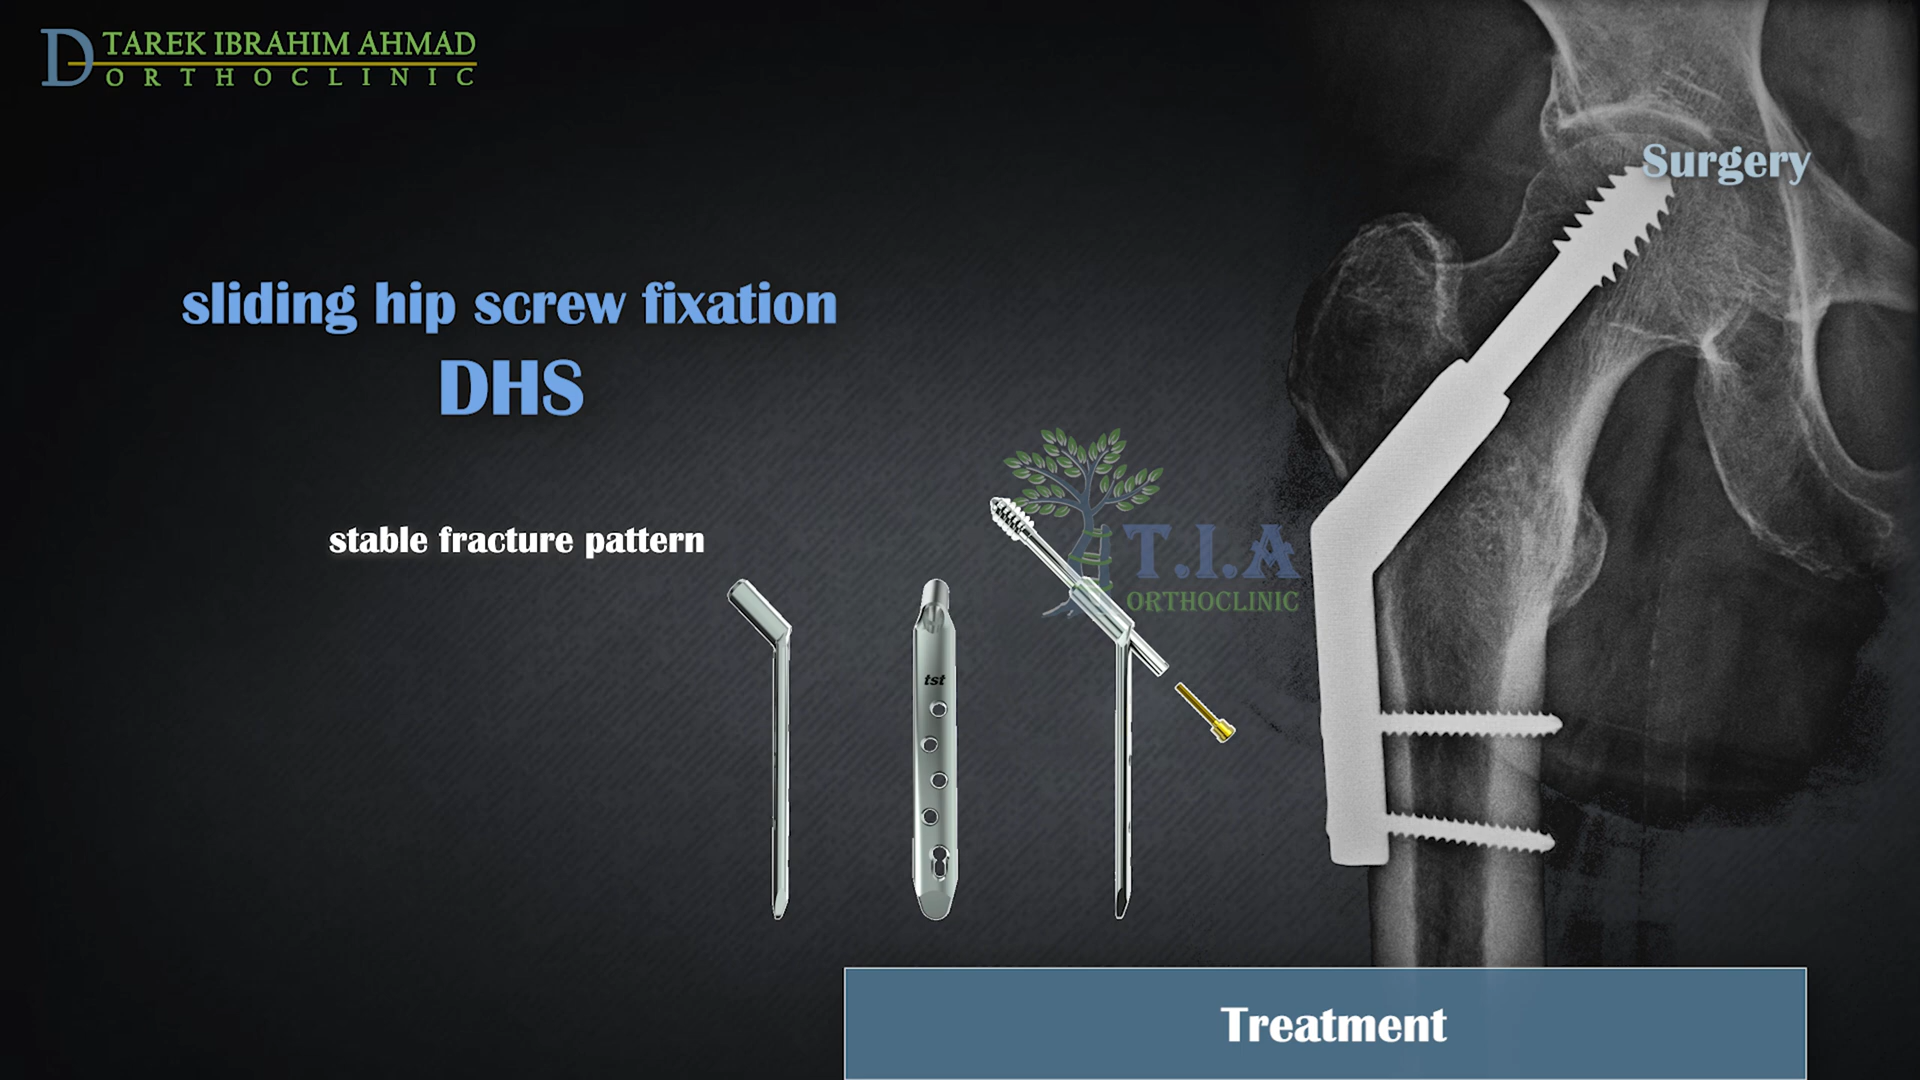 D TAREK IBRAHIM AHMAD
ORTHOCLINIC
Surgery
sliding hip screw fixation
DHS
stable fracture pattern
T.I.A
ORTHOCLINIC
tst
Treatment